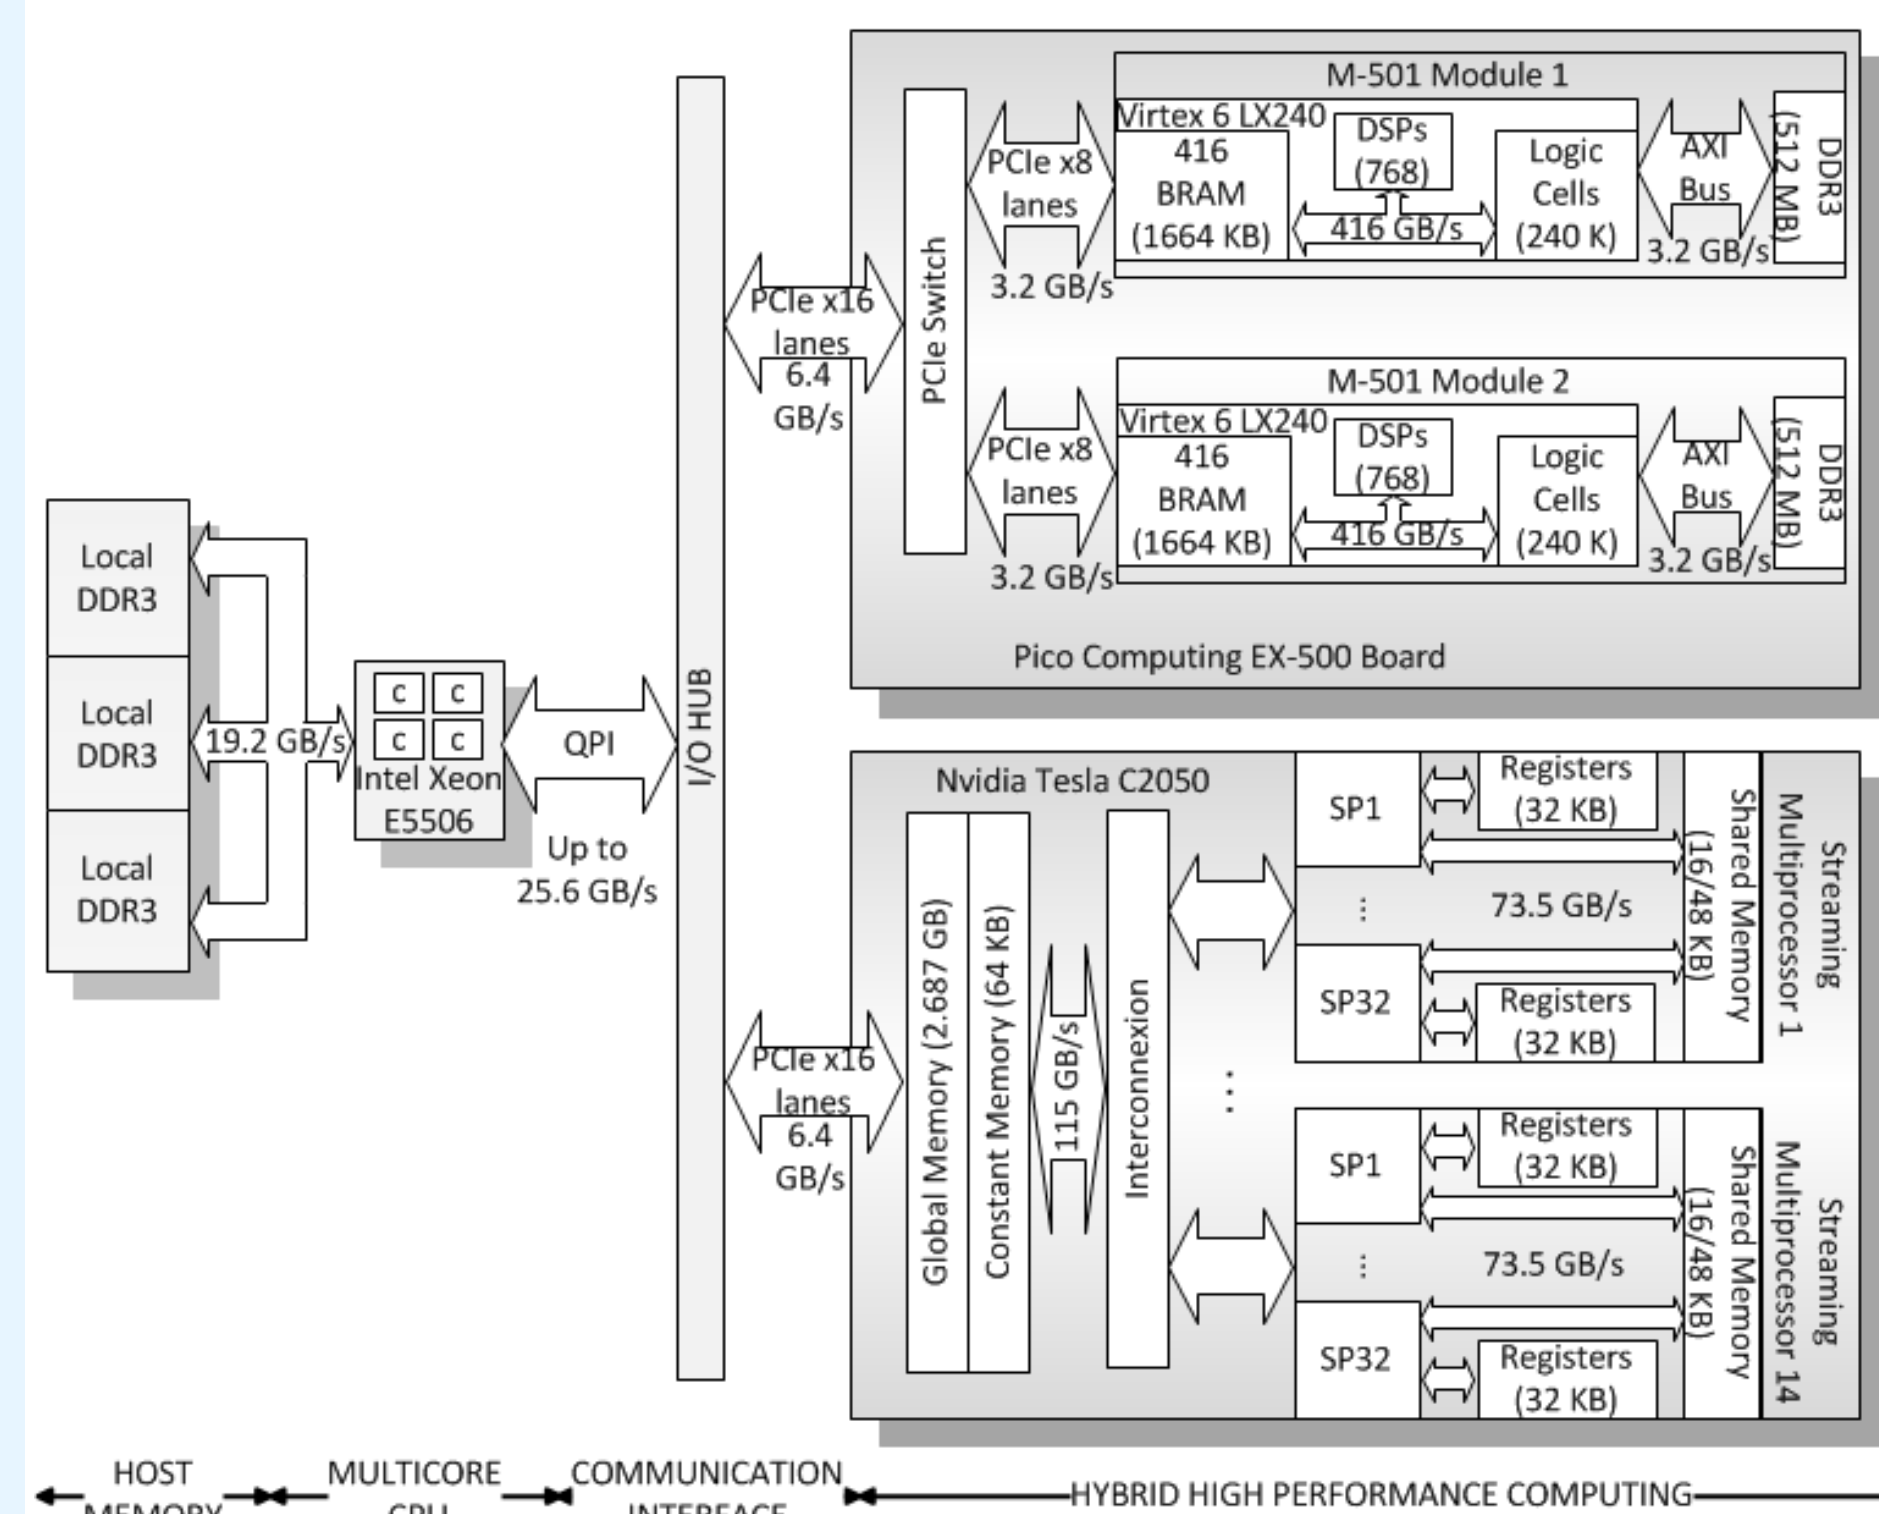 Local
DDR3
Local
DDR3
Local
DDR3
19.2 GB/s
C
C
C
C
Intel Xeon
E5506
QPI
Up to
25.6 GB/s
I/O HUB
PCIe x16
lanes
6.4
GB/s
PCIe x16
lanes
6.4
GB/s
PCIe Switch
PCIe x8
lanes
3.2 GB/s
M-501 Module 1
Virtex 6 LX240
416
BRAM
(1664 KB)
DSPs
(768)
416 GB/s
Logic
Cells
(240 K)
AXI
Bus
3.2 GB/s
DDR3
(512 MB)
PCIe x8
lanes
3.2 GB/s
M-501 Module 2
Virtex 6 LX240
416
BRAM
(1664 KB)
DSPs
(768)
416 GB/s
Logic
Cells
(240 K)
AXI
Bus
3.2 GB/s
DDR3
(512 MB)
Pico Computing EX-500 Board
Nvidia Tesla C2050
Global Memory (2.687 GB)
Constant Memory (64 KB)
115 GB/s
Interconnexion
...
SP1
Registers
(32 KB)
...
73.5 GB/s
SP32
Registers
(32 KB)
Shared Memory
(16/48 KB)
Streaming
Multiprocessor 1
SP1
Registers
(32 KB)
...
73.5 GB/s
SP32
Registers
(32 KB)
Shared Memory
(16/48 KB)
Streaming
Multiprocessor 14
HOST
MEMORY
MULTICORE
CPU
COMMUNICATION
INTERFACE
HYBRID HIGH PERFORMANCE COMPUTING